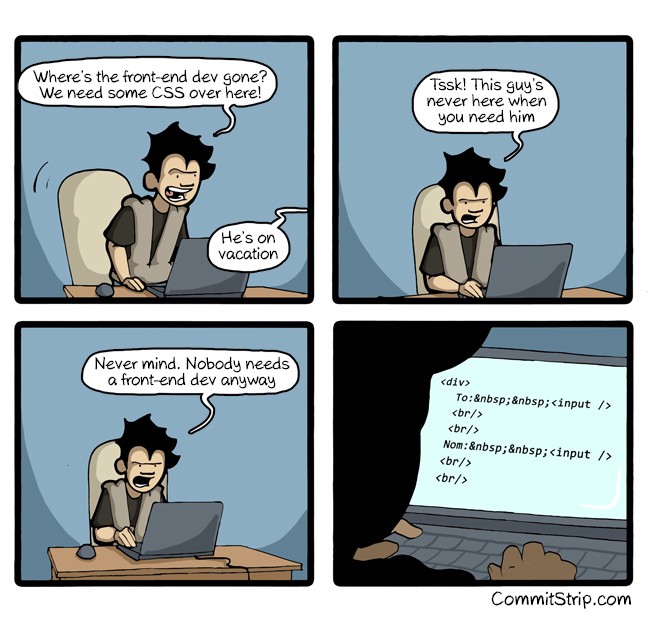 Where's the front-end dev gone?
We need some CSS over here!
He's on
vacation
Tssk! This guy's
never here when
you need him
Never mind. Nobody needs
a front-end dev anyway
<div>
To:&nbsp;&nbsp;<input />
<br/>
<br/>
Nom:&nbsp;&nbsp;<input />
<br/>
<br/>
CommitStrip.com